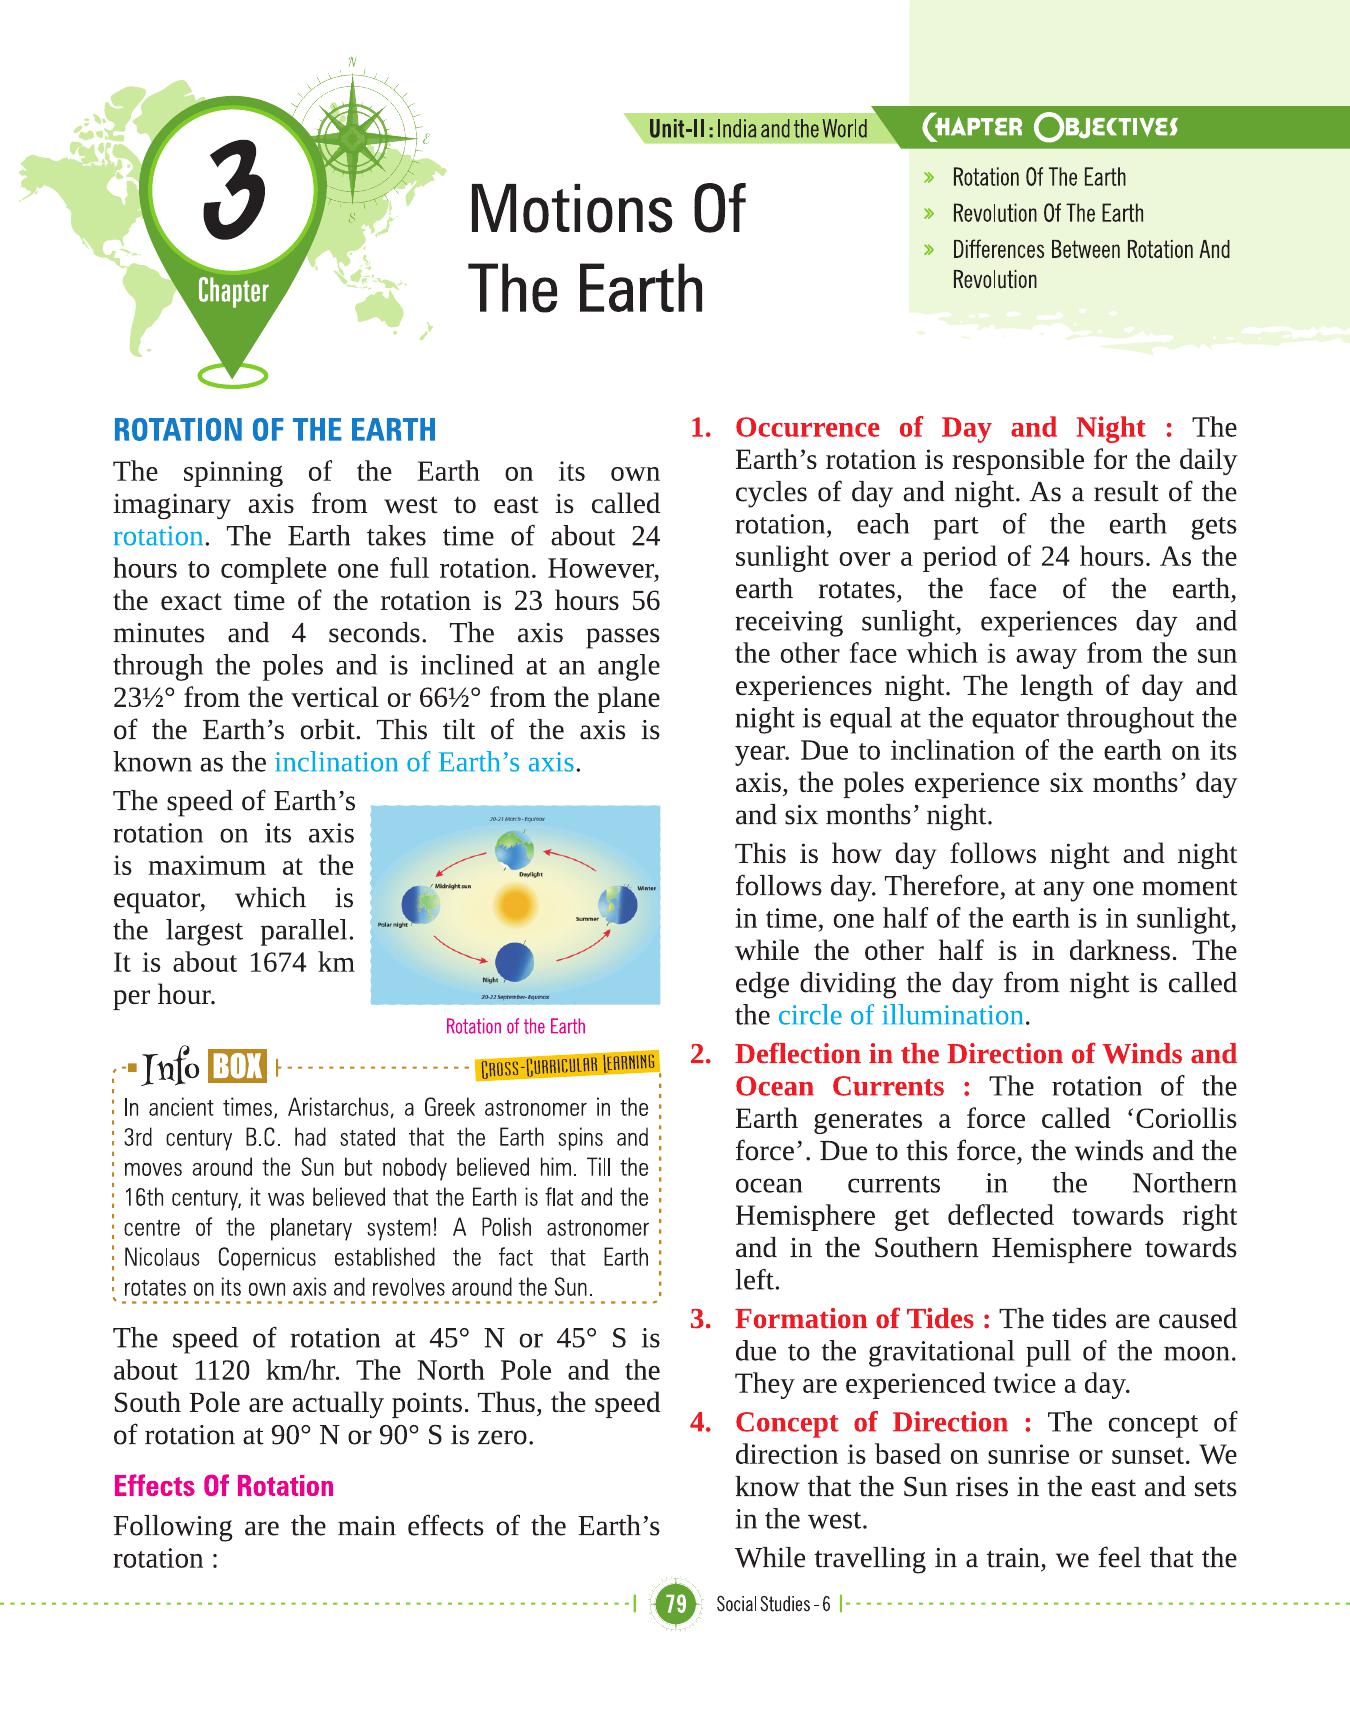 N
E
S
3
Chapter
Unit-II : India and the World
CHAPTER OBJECTIVES
» Rotation Of The Earth
» Revolution Of The Earth
» Differences Between Rotation And
Revolution
Motions Of
The Earth
ROTATION OF THE EARTH
The spinning of the Earth on its own
imaginary axis from west to east is called
rotation. The Earth takes time of about 24
hours to complete one full rotation. However,
the exact time of the rotation is 23 hours 56
minutes and 4 seconds. The axis passes
through the poles and is inclined at an angle
23½° from the vertical or 66½° from the plane
of the Earth’s orbit. This tilt of the axis is
known as the inclination of Earth’s axis.
The speed of Earth’s
rotation on its axis
is maximum at the
equator, which is
the largest parallel.
It is about 1674 km
per hour.
20-21 March-Equinox
Daylight
Midnight sun
Winter
Polar night
Summer
Night
20-22 September-Equinox
Rotation of the Earth
Info BOX
CROSS-CURRICULAR LEARNING
In ancient times, Aristarchus, a Greek astronomer in the
3rd century B.C. had stated that the Earth spins and
moves around the Sun but nobody believed him. Till the
16th century, it was believed that the Earth is flat and the
centre of the planetary system! A Polish astronomer
Nicolaus Copernicus established the fact that Earth
rotates on its own axis and revolves around the Sun.
The speed of rotation at 45° N or 45° S is
about 1120 km/hr. The North Pole and the
South Pole are actually points. Thus, the speed
of rotation at 90° N or 90° S is zero.
Effects Of Rotation
Following are the main effects of the Earth’s
rotation :
1. Occurrence of Day and Night : The
Earth’s rotation is responsible for the daily
cycles of day and night. As a result of the
rotation, each part of the earth gets
sunlight over a period of 24 hours. As the
earth rotates, the face of the earth,
receiving sunlight, experiences day and
the other face which is away from the sun
experiences night. The length of day and
night is equal at the equator throughout the
year. Due to inclination of the earth on its
axis, the poles experience six months’ day
and six months’ night.
This is how day follows night and night
follows day. Therefore, at any one moment
in time, one half of the earth is in sunlight,
while the other half is in darkness. The
edge dividing the day from night is called
the circle of illumination.
2. Deflection in the Direction of Winds and
Ocean Currents : The rotation of the
Earth generates a force called ‘Coriollis
force’. Due to this force, the winds and the
ocean currents in the Northern
Hemisphere get deflected towards right
and in the Southern Hemisphere towards
left.
3. Formation of Tides : The tides are caused
due to the gravitational pull of the moon.
They are experienced twice a day.
4. Concept of Direction : The concept of
direction is based on sunrise or sunset. We
know that the Sun rises in the east and sets
in the west.
While travelling in a train, we feel that the
79
Social Studies - 6